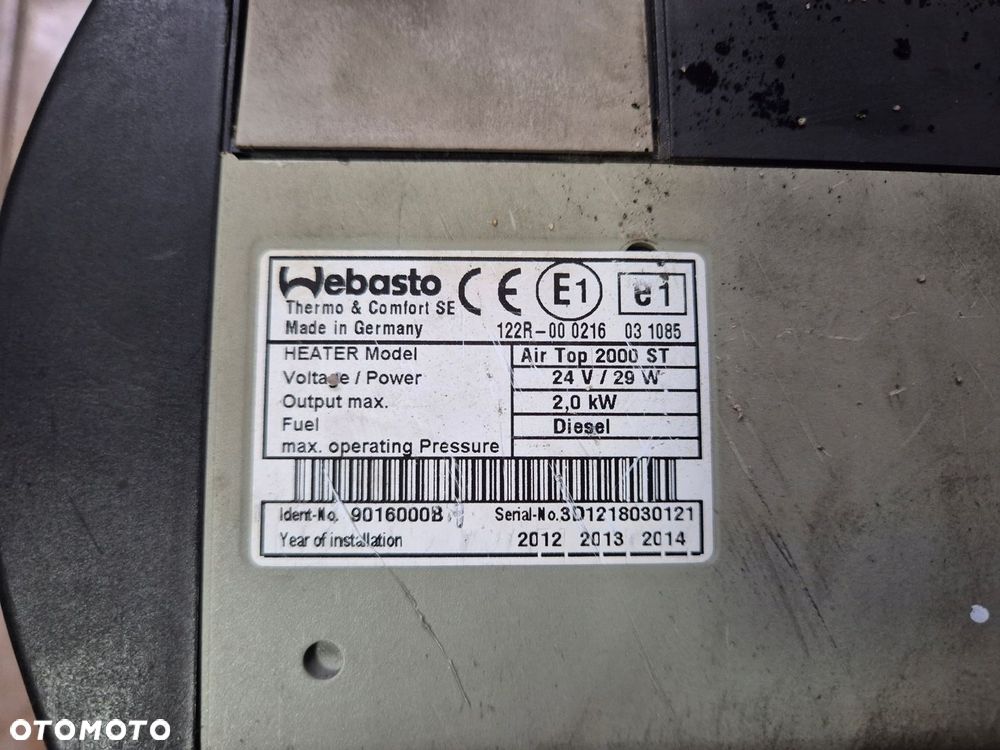 Webasto CE E1 e1
Thermo & Comfort SE
Made in Germany 122R-00 0216 03 1085
HEATER Model Air Top 2000 ST
Voltage / Power 24 V / 29 W
Output max. 2,0 kW
Fuel Diesel
max. operating Pressure
Ident-No. 9016000B Serial-No. 3D1218030121
Year of installation 2012 2013 2014
OTOMOTO